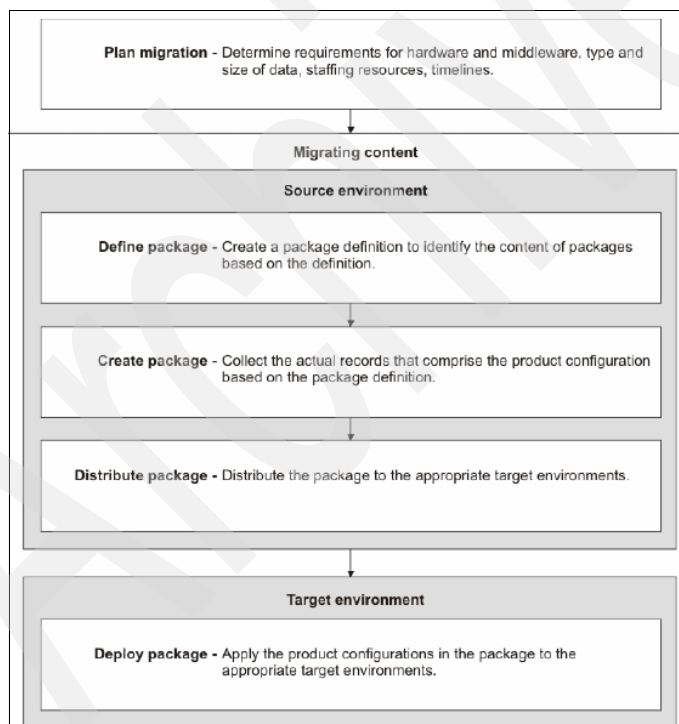 Plan migration - Determine requirements for hardware and middleware, type and
size of data, staffing resources, timelines.
Migrating content
Source environment
Define package - Create a package definition to identify the content of packages
based on the definition.
Create package - Collect the actual records that comprise the product configuration
based on the package definition.
Distribute package - Distribute the package to the appropriate target environments.
Target environment
Deploy package - Apply the product configurations in the package to the
appropriate target environments.